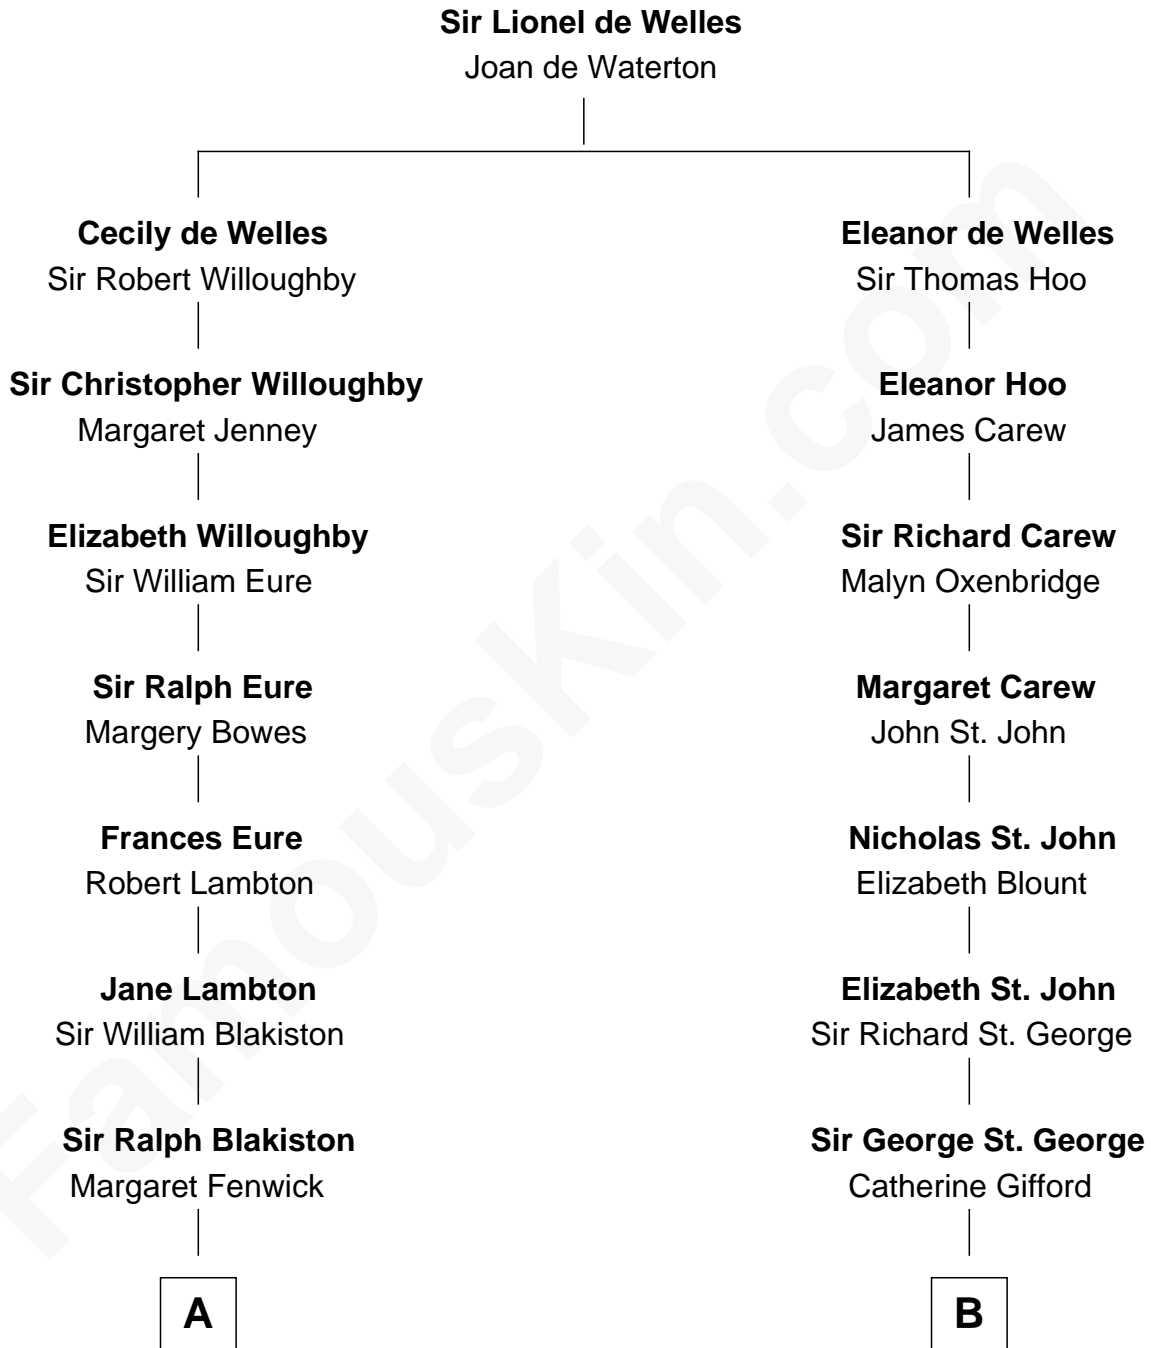 Sir Lionel de Welles
Joan de Waterton
Cecily de Welles
Sir Robert Willoughby
Sir Christopher Willoughby
Margaret Jenney
Elizabeth Willoughby
Sir William Eure
Sir Ralph Eure
Margery Bowes
Frances Eure
Robert Lambton
Jane Lambton
Sir William Blakiston
Sir Ralph Blakiston
Margaret Fenwick
A
Eleanor de Welles
Sir Thomas Hoo
Eleanor Hoo
James Carew
Sir Richard Carew
Malyn Oxenbridge
Margaret Carew
John St. John
Nicholas St. John
Elizabeth Blount
Elizabeth St. John
Sir Richard St. George
Sir George St. George
Catherine Gifford
B
FamousKin.com